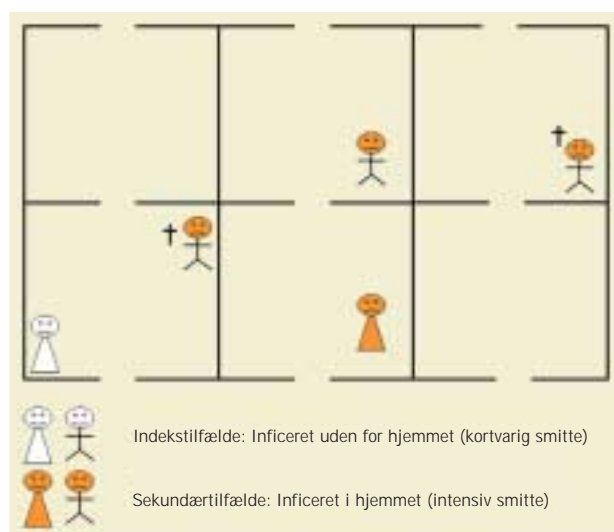 Indekstilfælde: Inficeret uden for hjemmet (kortvarig smitte)
Sekundærtilfælde: Inficeret i hjemmet (intensiv smitte)